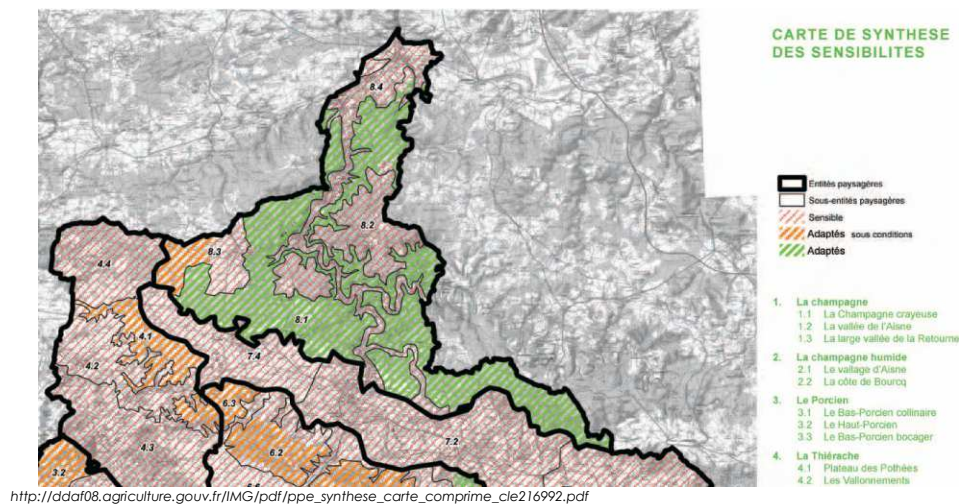 CARTE DE SYNTHESE
DES SENSIBILITES
8.4
8.2
8.3
4.4
8.1
4.1
7.4
4.2
6.3
7.2
6.2
4.3
3.2
Entités paysagères
Sous-entités paysagères
Sensible
Adaptés sous conditions
Adaptés
1. La champagne
1.1 La Champagne crayeuse
1.2 La vallée de l'Aisne
1.3 La large vallée de la Retourne
2. La champagne humide
2.1 Le vallage d'Aisne
2.2 La côte de Bourcq
3. Le Porcien
3.1 Le Bas-Porcien collinaire
3.2 Le Haut-Porcien
3.3 Le Bas-Porcien bocager
4. La Thiérache
4.1 Plateau des Pothées
4.2 Les Vallonnements
http://ddaf08.agriculture.gouv.fr/IMG/pdf/ppe_synthese_carte_comprime_cle216992.pdf